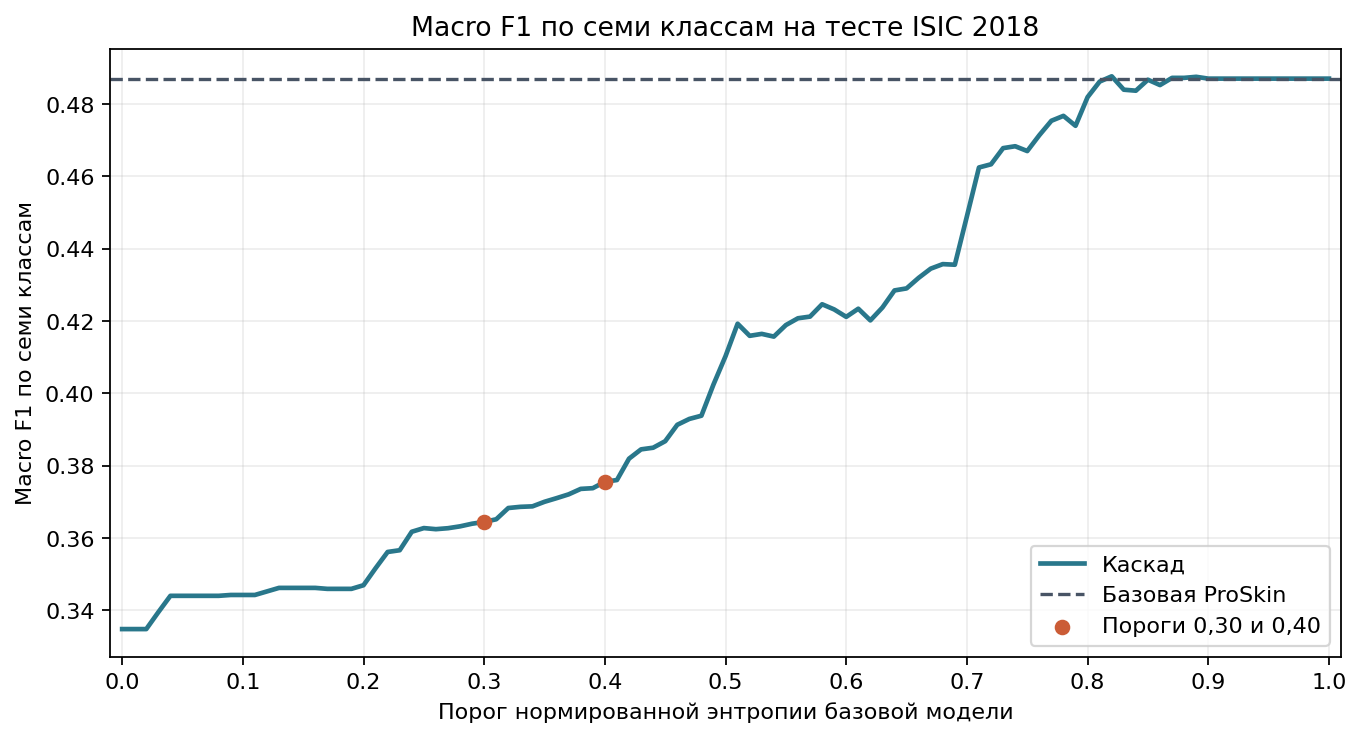 Macro F1 по семи классам на тесте ISIC 2018
Macro F1 по семи классам
0.48
0.46
0.44
0.42
0.40
0.38
0.36
0.34
0.0 0.1 0.2 0.3 0.4 0.5 0.6 0.7 0.8 0.9 1.0
Порог нормированной энтропии базовой модели
Каскад
Базовая ProSkin
Пороги 0,30 и 0,40